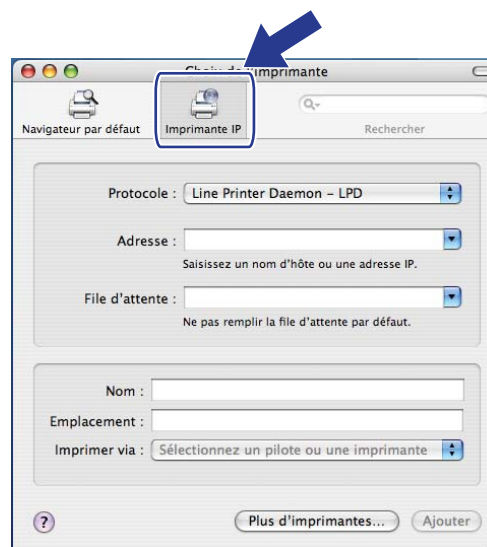 Choix de l'imprimante
Navigateur par défaut
Imprimante IP
Q
Rechercher
Protocole : Line Printer Daemon – LPD
Adresse :
Saisissez un nom d'hôte ou une adresse IP.
File d'attente :
Ne pas remplir la file d'attente par défaut.
Nom :
Emplacement :
Imprimer via : Sélectionnez un pilote ou une imprimante
? Plus d'imprimantes... Ajouter